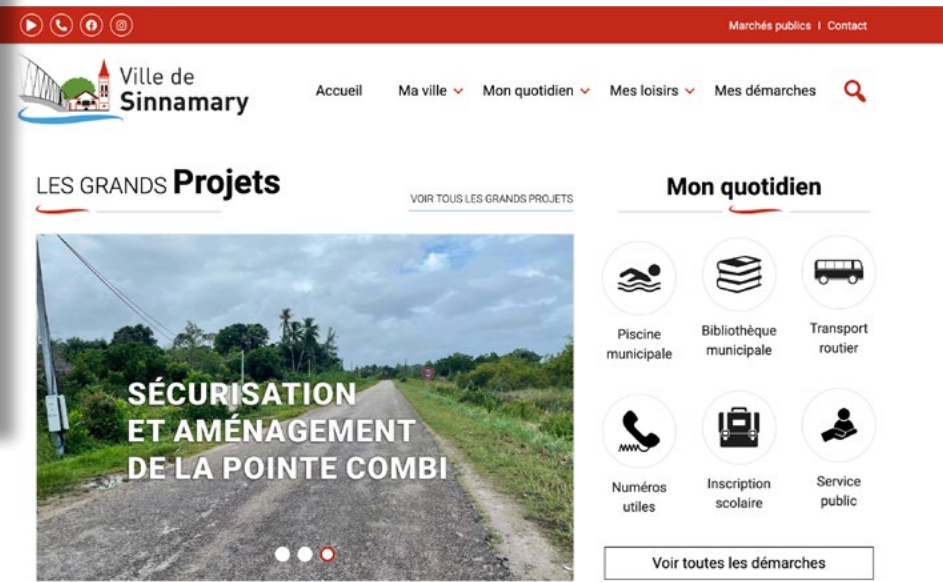 Marchés publics | Contact
Ville de
Sinnamary
Accueil Ma ville Mon quotidien Mes loisirs Mes démarches
LES GRANDS Projets
VOIR TOUS LES GRANDS PROJETS
SÉCURISATION
ET AMÉNAGEMENT
DE LA POINTE COMBI
Mon quotidien
Piscine
municipale
Bibliothèque
municipale
Transport
routier
Numéros
utiles
Inscription
scolaire
Service
public
Voir toutes les démarches